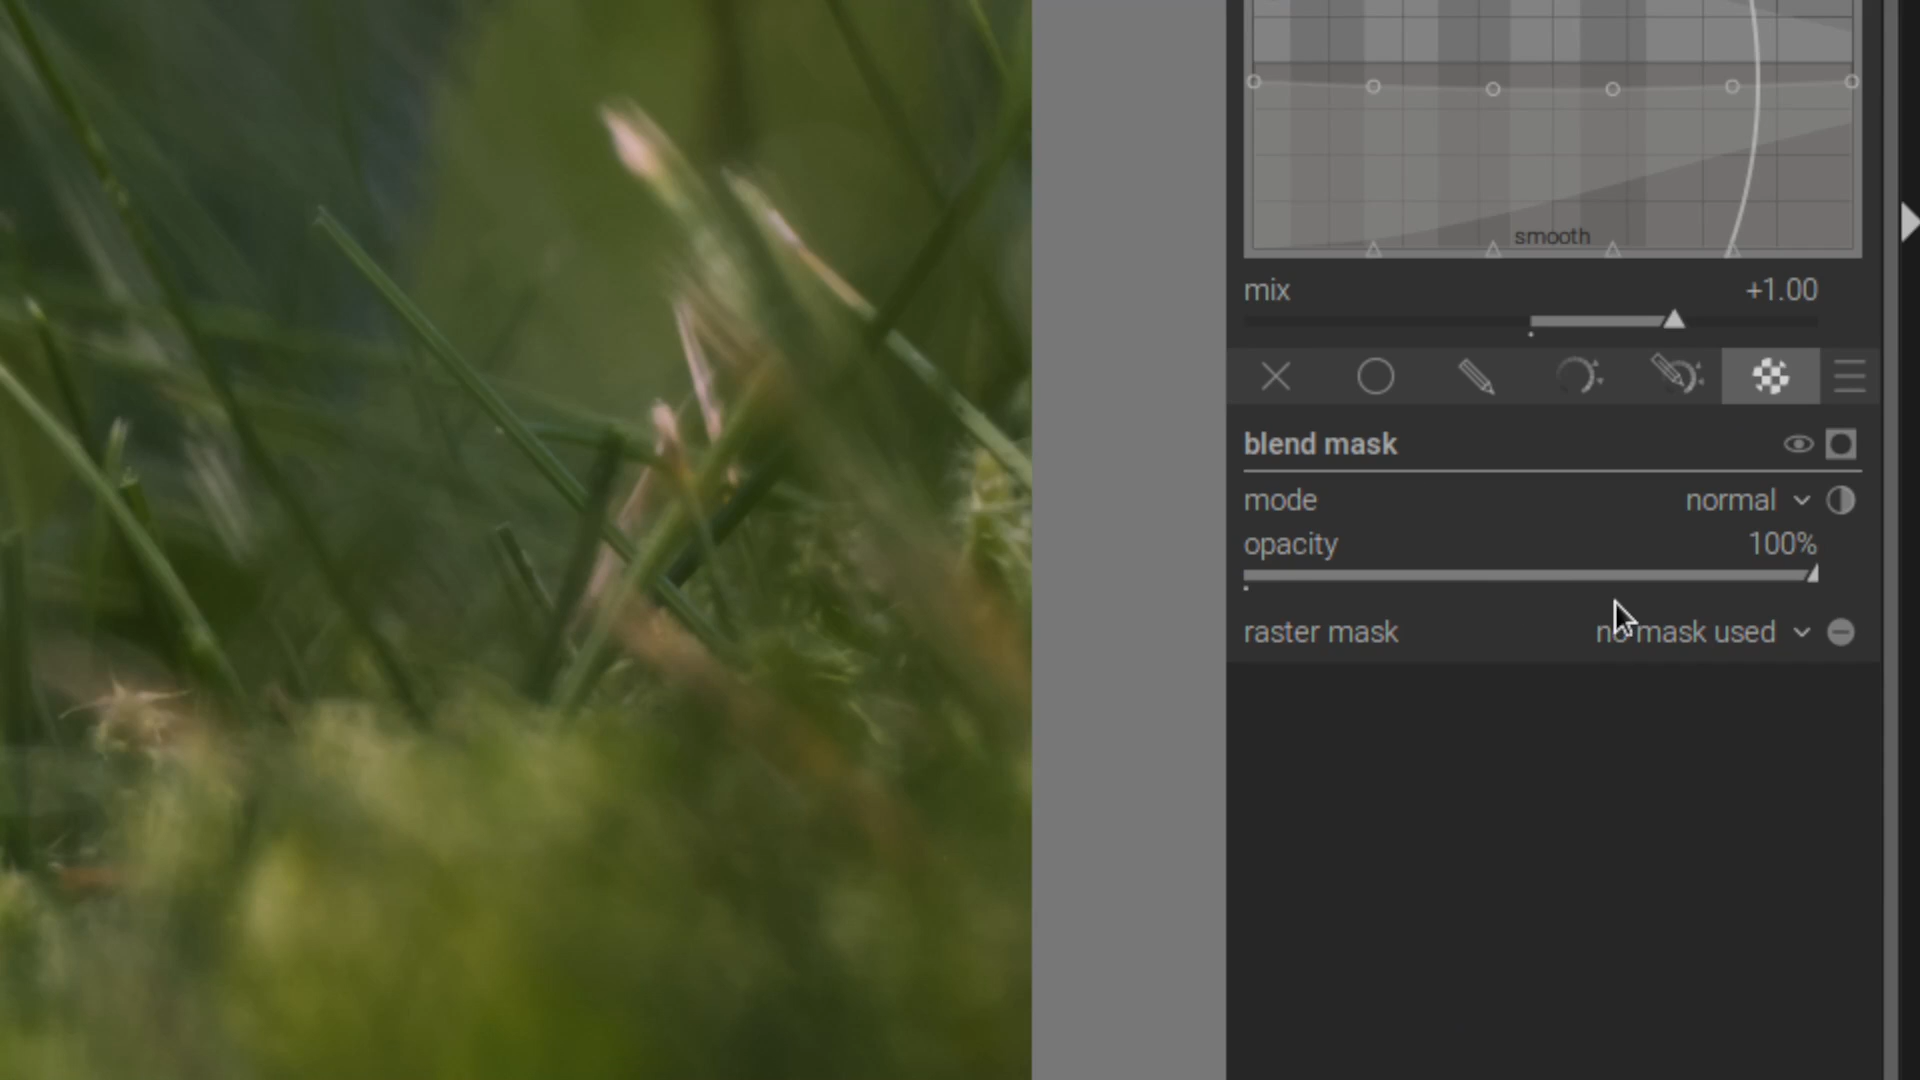 smooth
mix +1.00
blend mask
mode normal
opacity 100%
raster mask no mask used